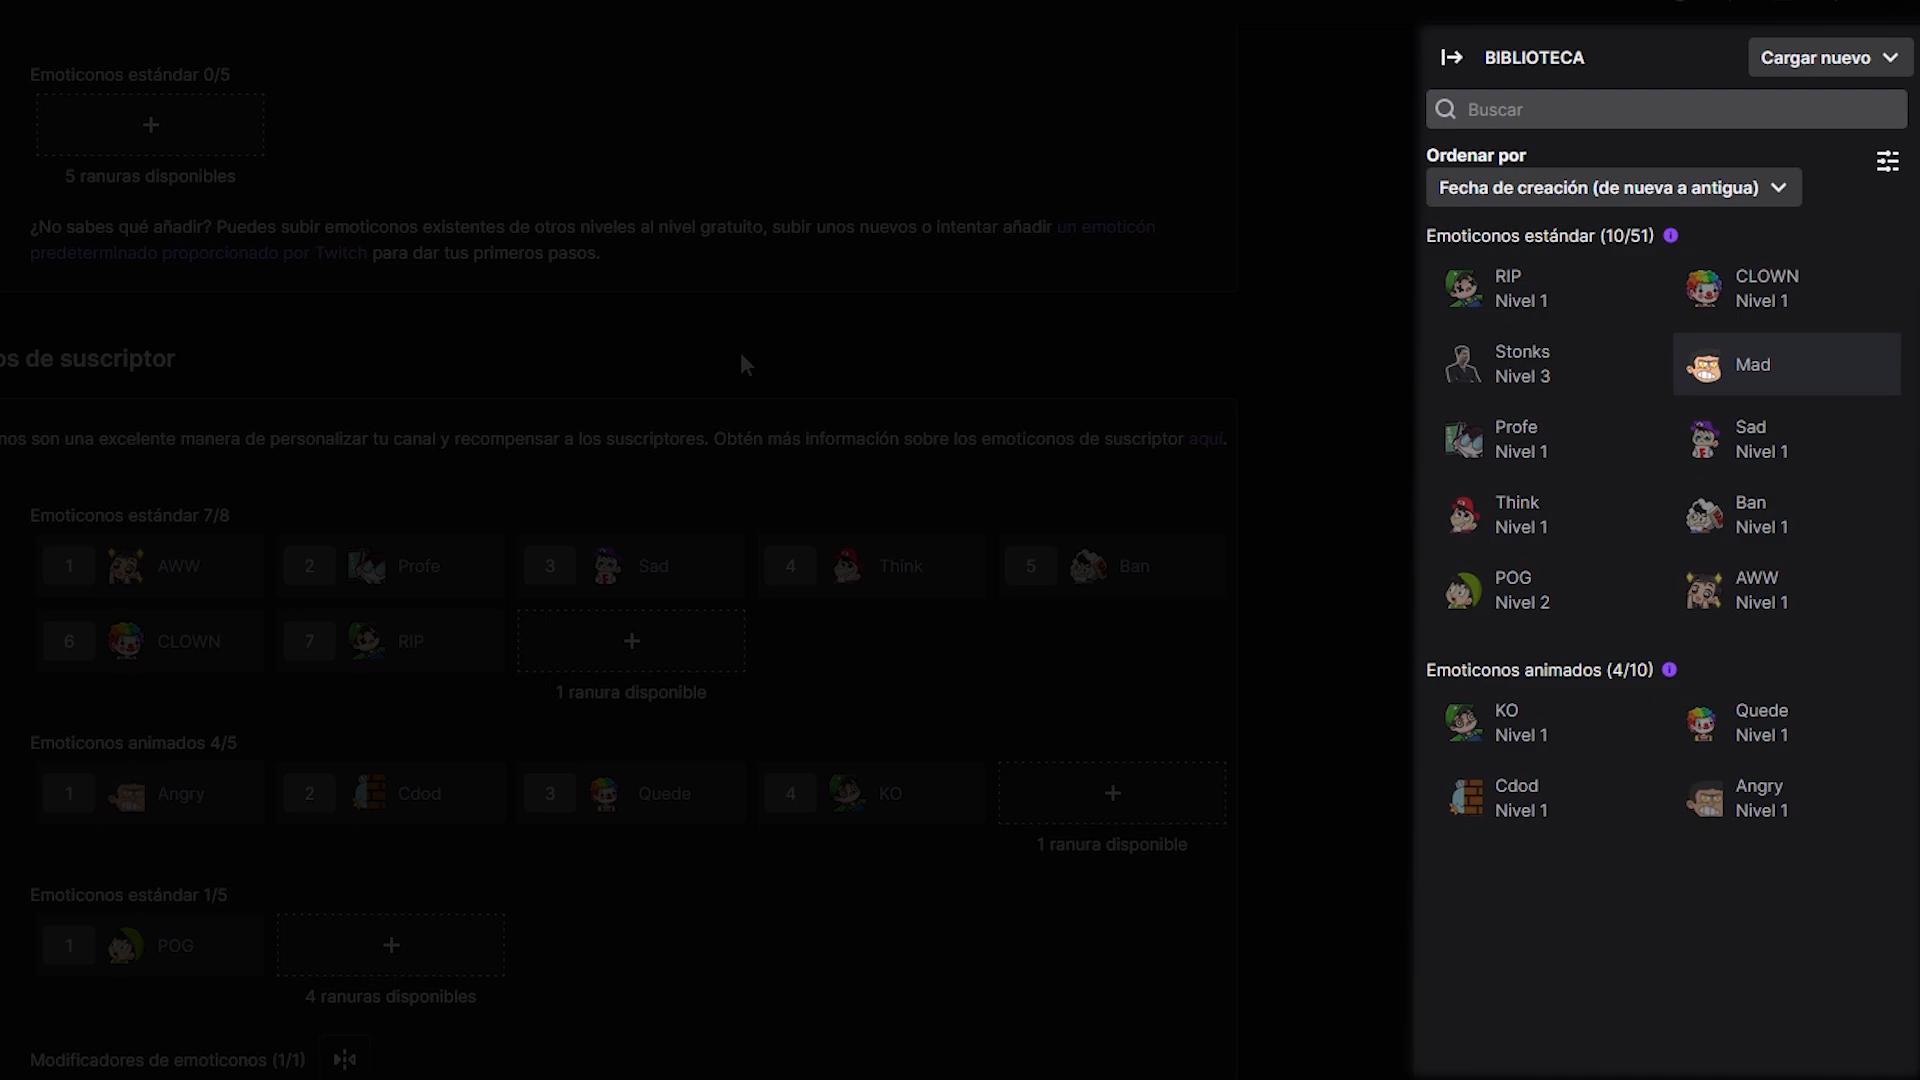 Emoticonos estándar 0/5
5 ranuras disponibles
¿No sabes qué añadir? Puedes subir emoticonos existentes de otros niveles al nivel gratuito, subir unos nuevos o intentar añadir un emoticón
predeterminado proporcionado por Twitch para dar tus primeros pasos.
os de suscriptor
nos son una excelente manera de personalizar tu canal y recompensar a los suscriptores. Obtén más información sobre los emoticonos de suscriptor aquí.
Emoticonos estándar 7/8
1 AWW 2 Profe 3 Sad 4 Think 5 Ban
6 CLOWN 7 RIP
1 ranura disponible
Emoticonos animados 4/5
1 Angry 2 Cdod 3 Quede 4 KO
1 ranura disponible
Emoticonos estándar 1/5
1 POG
4 ranuras disponibles
Modificadores de emoticonos (1/1)
BIBLIOTECA Cargar nuevo
Buscar
Ordenar por
Fecha de creación (de nueva a antigua)
Emoticonos estándar (10/51)
RIP CLOWN
Nivel 1 Nivel 1
Stonks
Nivel 3
Mad
Profe Sad
Nivel 1 Nivel 1
Think Ban
Nivel 1 Nivel 1
POG AWW
Nivel 2 Nivel 1
Emoticonos animados (4/10)
KO Quede
Nivel 1 Nivel 1
Cdod Angry
Nivel 1 Nivel 1